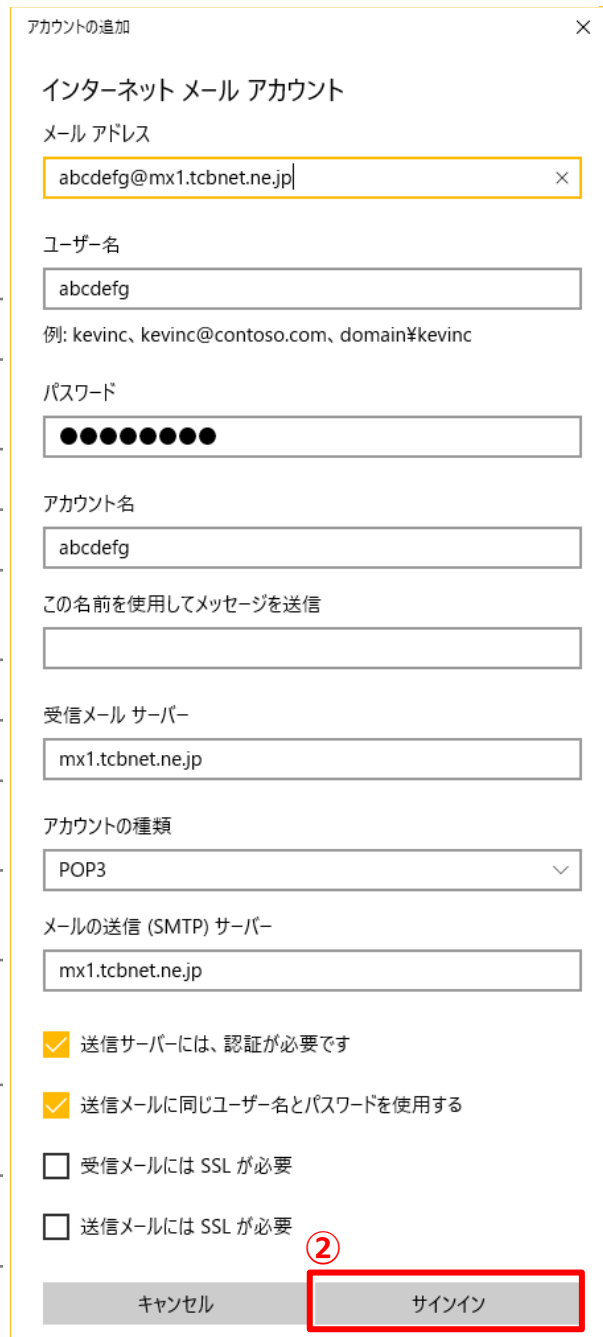 アカウントの追加
インターネット メール アカウント
メール アドレス
abcdefg@mx1.tcbnet.ne.jp
ユーザー名
abcdefg
例: kevinc、kevinc@contoso.com、domain¥kevinc
パスワード
●●●●●●●●
アカウント名
abcdefg
この名前を使用してメッセージを送信
受信メール サーバー
mx1.tcbnet.ne.jp
アカウントの種類
POP3
メールの送信 (SMTP) サーバー
mx1.tcbnet.ne.jp
送信サーバーには、認証が必要です
送信メールに同じユーザー名とパスワードを使用する
受信メールには SSL が必要
送信メールには SSL が必要
②
キャンセル
サインイン